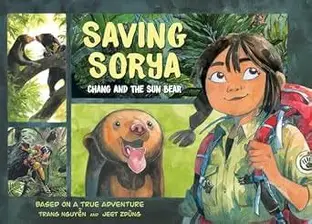 SAVING
SORYA
CHANG AND THE SUN BEAR
BASED ON A TRUE ADVENTURE
TRANG NGUYỄN AND JEET ZDŨNG